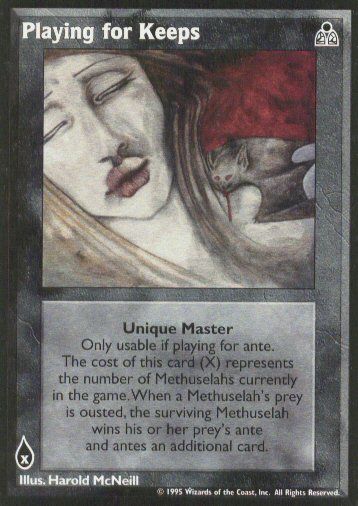 Playing for Keeps
Unique Master
Only usable if playing for ante.
The cost of this card (X) represents
the number of Methuselahs currently
in the game. When a Methuselah's prey
is ousted, the surviving Methuselah
wins his or her prey's ante
and antes an additional card.
X
Illus. Harold McNeill
© 1995 Wizards of the Coast, Inc. All Rights Reserved.